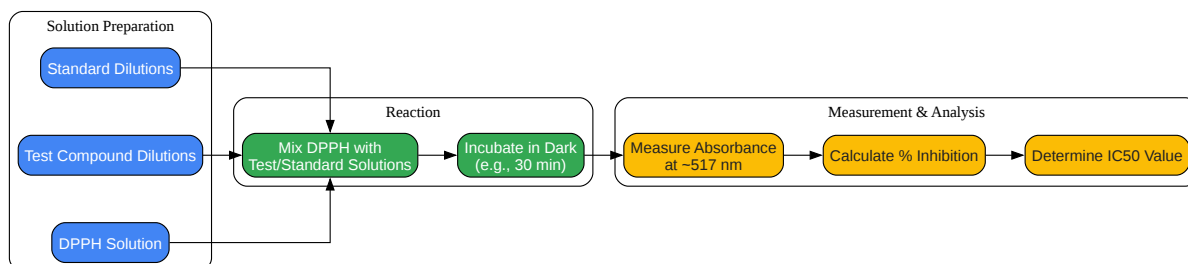 Solution Preparation
Standard Dilutions
Test Compound Dilutions
DPPH Solution
Reaction
Mix DPPH with
Test/Standard Solutions
Incubate in Dark
(e.g., 30 min)
Measurement & Analysis
Measure Absorbance
at ~517 nm
Calculate % Inhibition
Determine IC50 Value